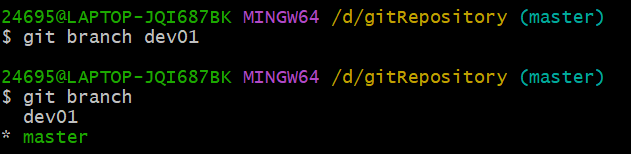 24695@LAPTOP-JQI687BK MINGW64 /d/gitRepository (master)
$ git branch dev01
24695@LAPTOP-JQI687BK MINGW64 /d/gitRepository (master)
$ git branch
  dev01
* master